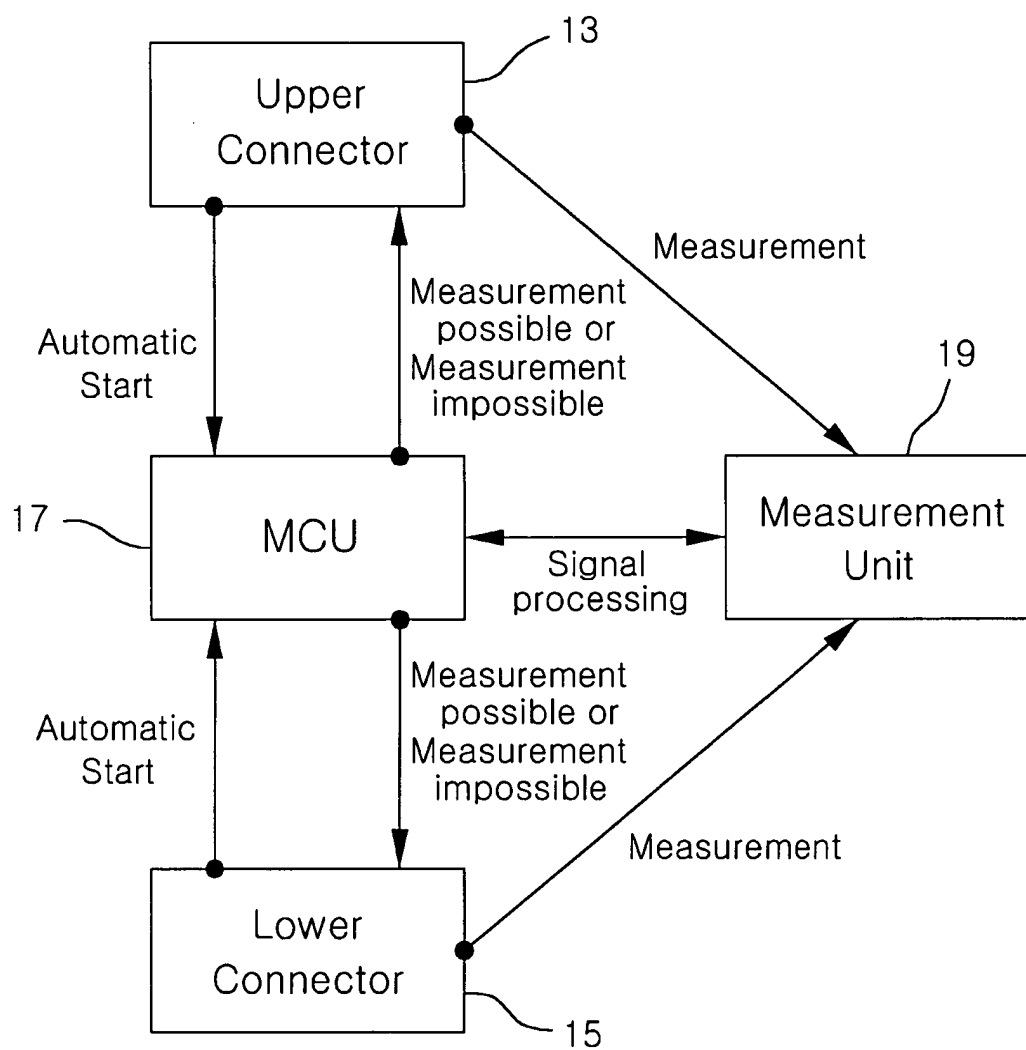 13
Upper
Connector
Measurement
Automatic
Start
Measurement
possible or
Measurement
impossible
19
17
MCU
Signal
processing
Measurement
Unit
Automatic
Start
Measurement
possible or
Measurement
impossible
Measurement
Lower
Connector
15